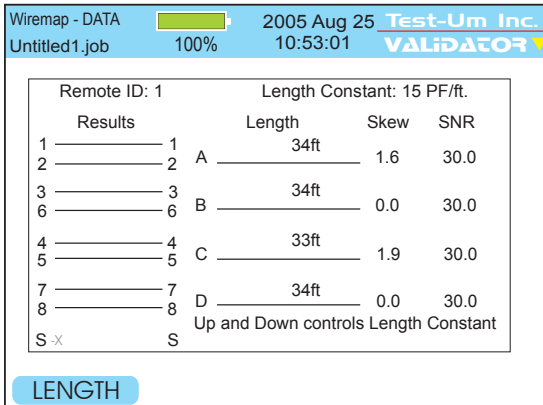 Wiremap - DATA 2005 Aug 25 Test-Um Inc.
Untitled1.job 100% 10:53:01 VALIDATOR
Remote ID: 1 Length Constant: 15 PF/ft.
Results Length Skew SNR
1 1 34ft
2 2 A 1.6 30.0
3 3 34ft
6 6 B 0.0 30.0
4 4 33ft
5 5 C 1.9 30.0
7 7 34ft
8 8 D 0.0 30.0
Up and Down controls Length Constant
S -X S
LENGTH